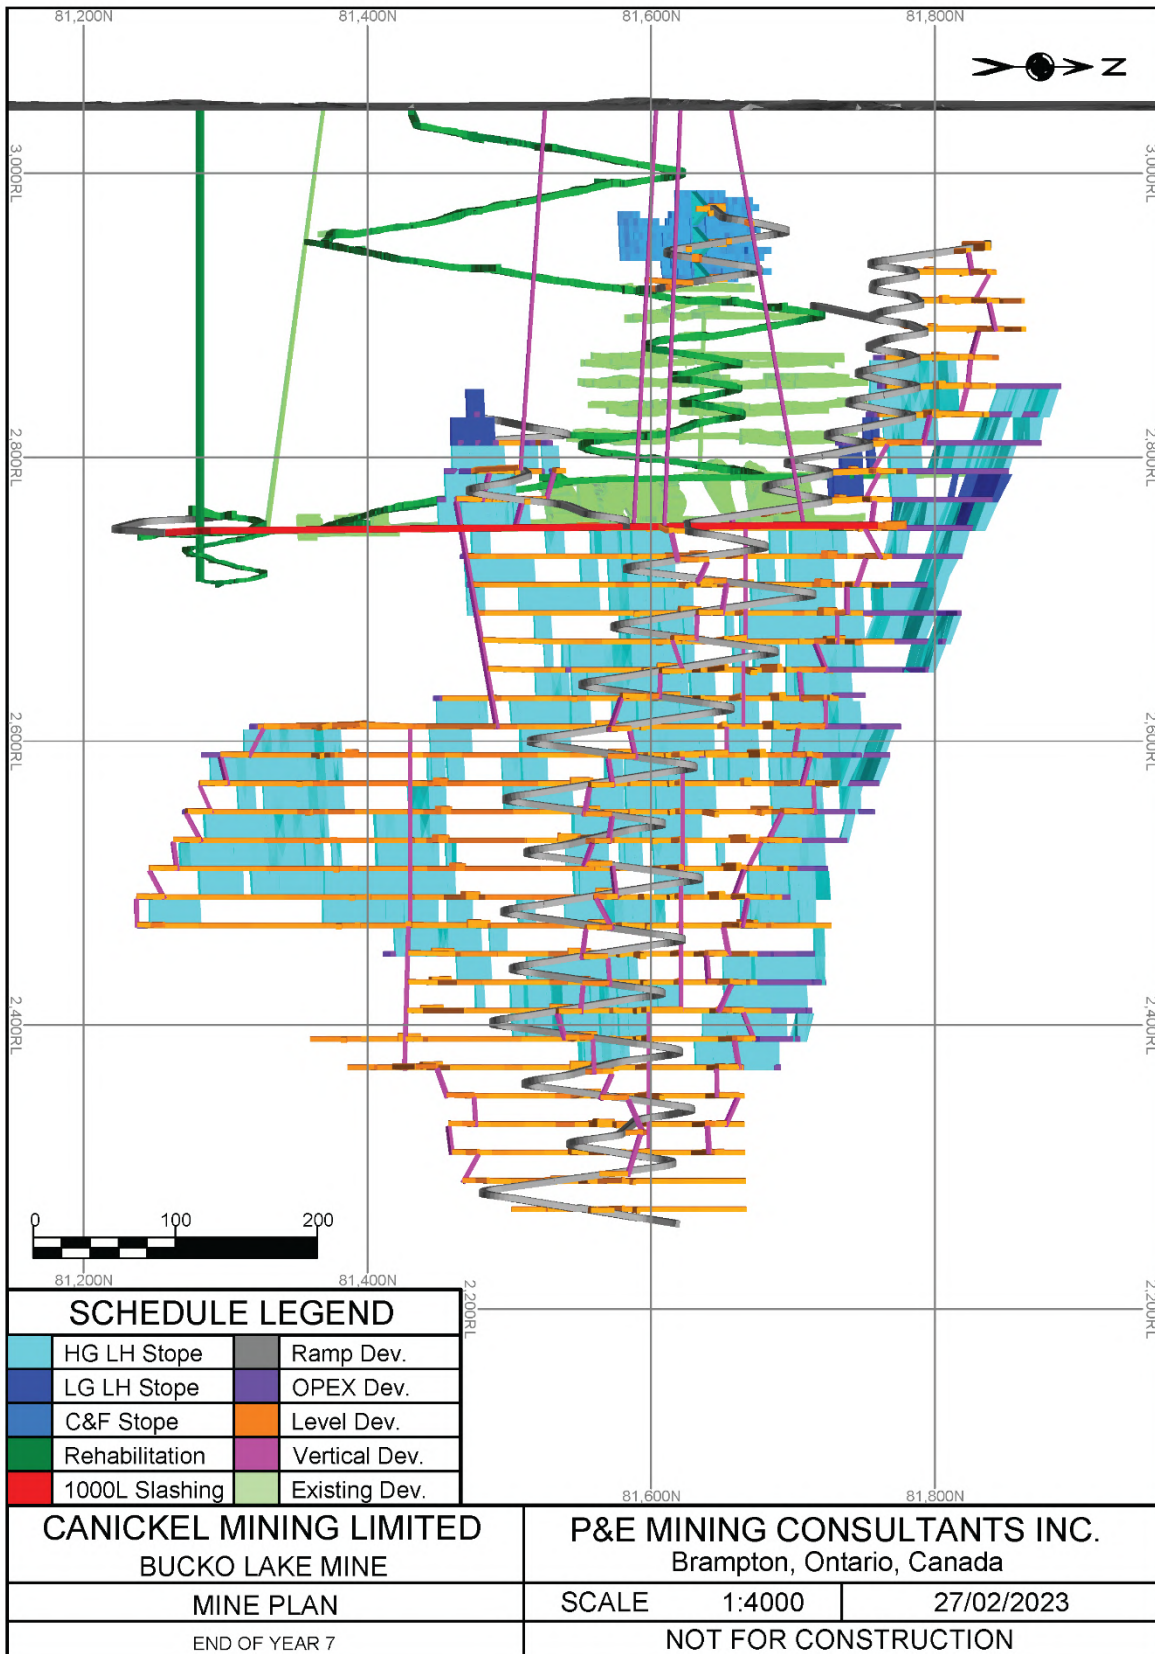 81,200N 81,400N 81,600N 81,800N
N
3,000RL 3,000RL
2,800RL 2,800RL
2,600RL 2,600RL
2,400RL 2,400RL
0 100 200
81,200N 81,400N
2,200RL 2,200RL
SCHEDULE LEGEND
HG LH Stope Ramp Dev.
LG LH Stope OPEX Dev.
C&F Stope Level Dev.
Rehabilitation Vertical Dev.
1000L Slashing Existing Dev.
81,600N 81,800N
CANICKEL MINING LIMITED
BUCKO LAKE MINE
P&E MINING CONSULTANTS INC.
Brampton, Ontario, Canada
MINE PLAN
SCALE 1:4000 27/02/2023
END OF YEAR 7
NOT FOR CONSTRUCTION